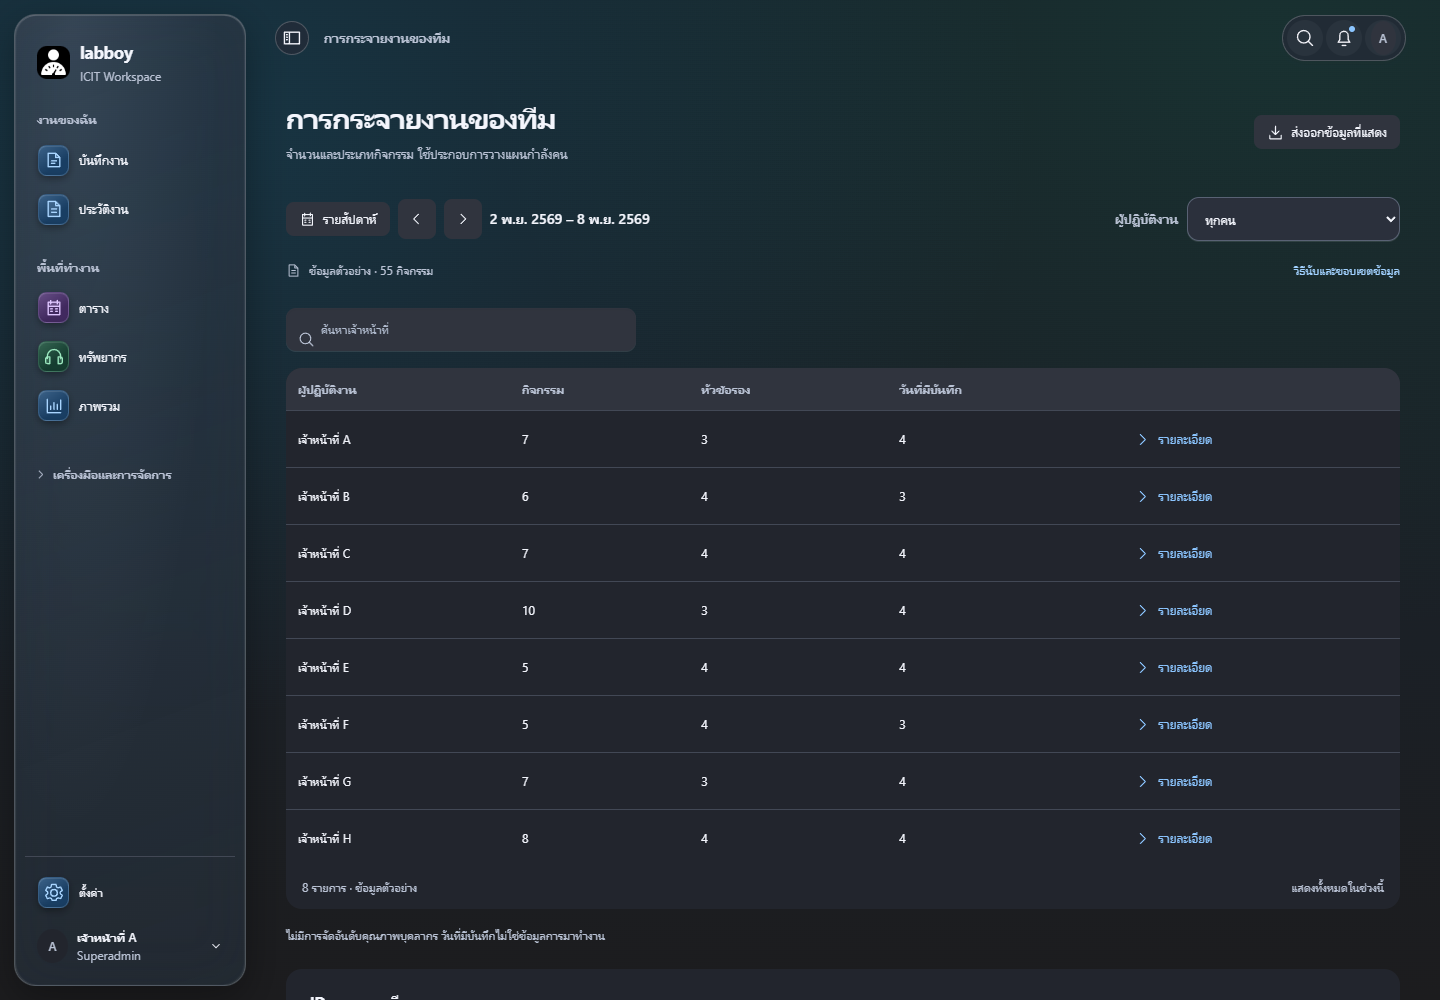 labboy
ICIT Workspace
งานของฉัน
บันทึกงาน
ประวัติงาน
พื้นที่ทำงาน
ตาราง
ทรัพยากร
ภาพรวม
เครื่องมือและการจัดการ
ตั้งค่า
A
เจ้าหน้าที่ A
Superadmin
การกระจายงานของทีม
A
การกระจายงานของทีม
จำนวนและประเภทกิจกรรม ใช้ประกอบการวางแผนกำลังคน
ส่งออกข้อมูลที่แสดง
รายสัปดาห์
2 พ.ย. 2569 – 8 พ.ย. 2569
ผู้ปฏิบัติงาน
ทุกคน
ข้อมูลตัวอย่าง · 55 กิจกรรม
วิธีนับและขอบเขตข้อมูล
ค้นหาเจ้าหน้าที่
ผู้ปฏิบัติงาน กิจกรรม หัวข้อรอง วันที่มีบันทึก
เจ้าหน้าที่ A 7 3 4 รายละเอียด
เจ้าหน้าที่ B 6 4 3 รายละเอียด
เจ้าหน้าที่ C 7 4 4 รายละเอียด
เจ้าหน้าที่ D 10 3 4 รายละเอียด
เจ้าหน้าที่ E 5 4 4 รายละเอียด
เจ้าหน้าที่ F 5 4 3 รายละเอียด
เจ้าหน้าที่ G 7 3 4 รายละเอียด
เจ้าหน้าที่ H 8 4 4 รายละเอียด
8 รายการ · ข้อมูลตัวอย่าง
แสดงทั้งหมดในช่วงนี้
ไม่มีการจัดอันดับคุณภาพบุคลากร วันที่มีบันทึกไม่ใช่ข้อมูลการมาทำงาน